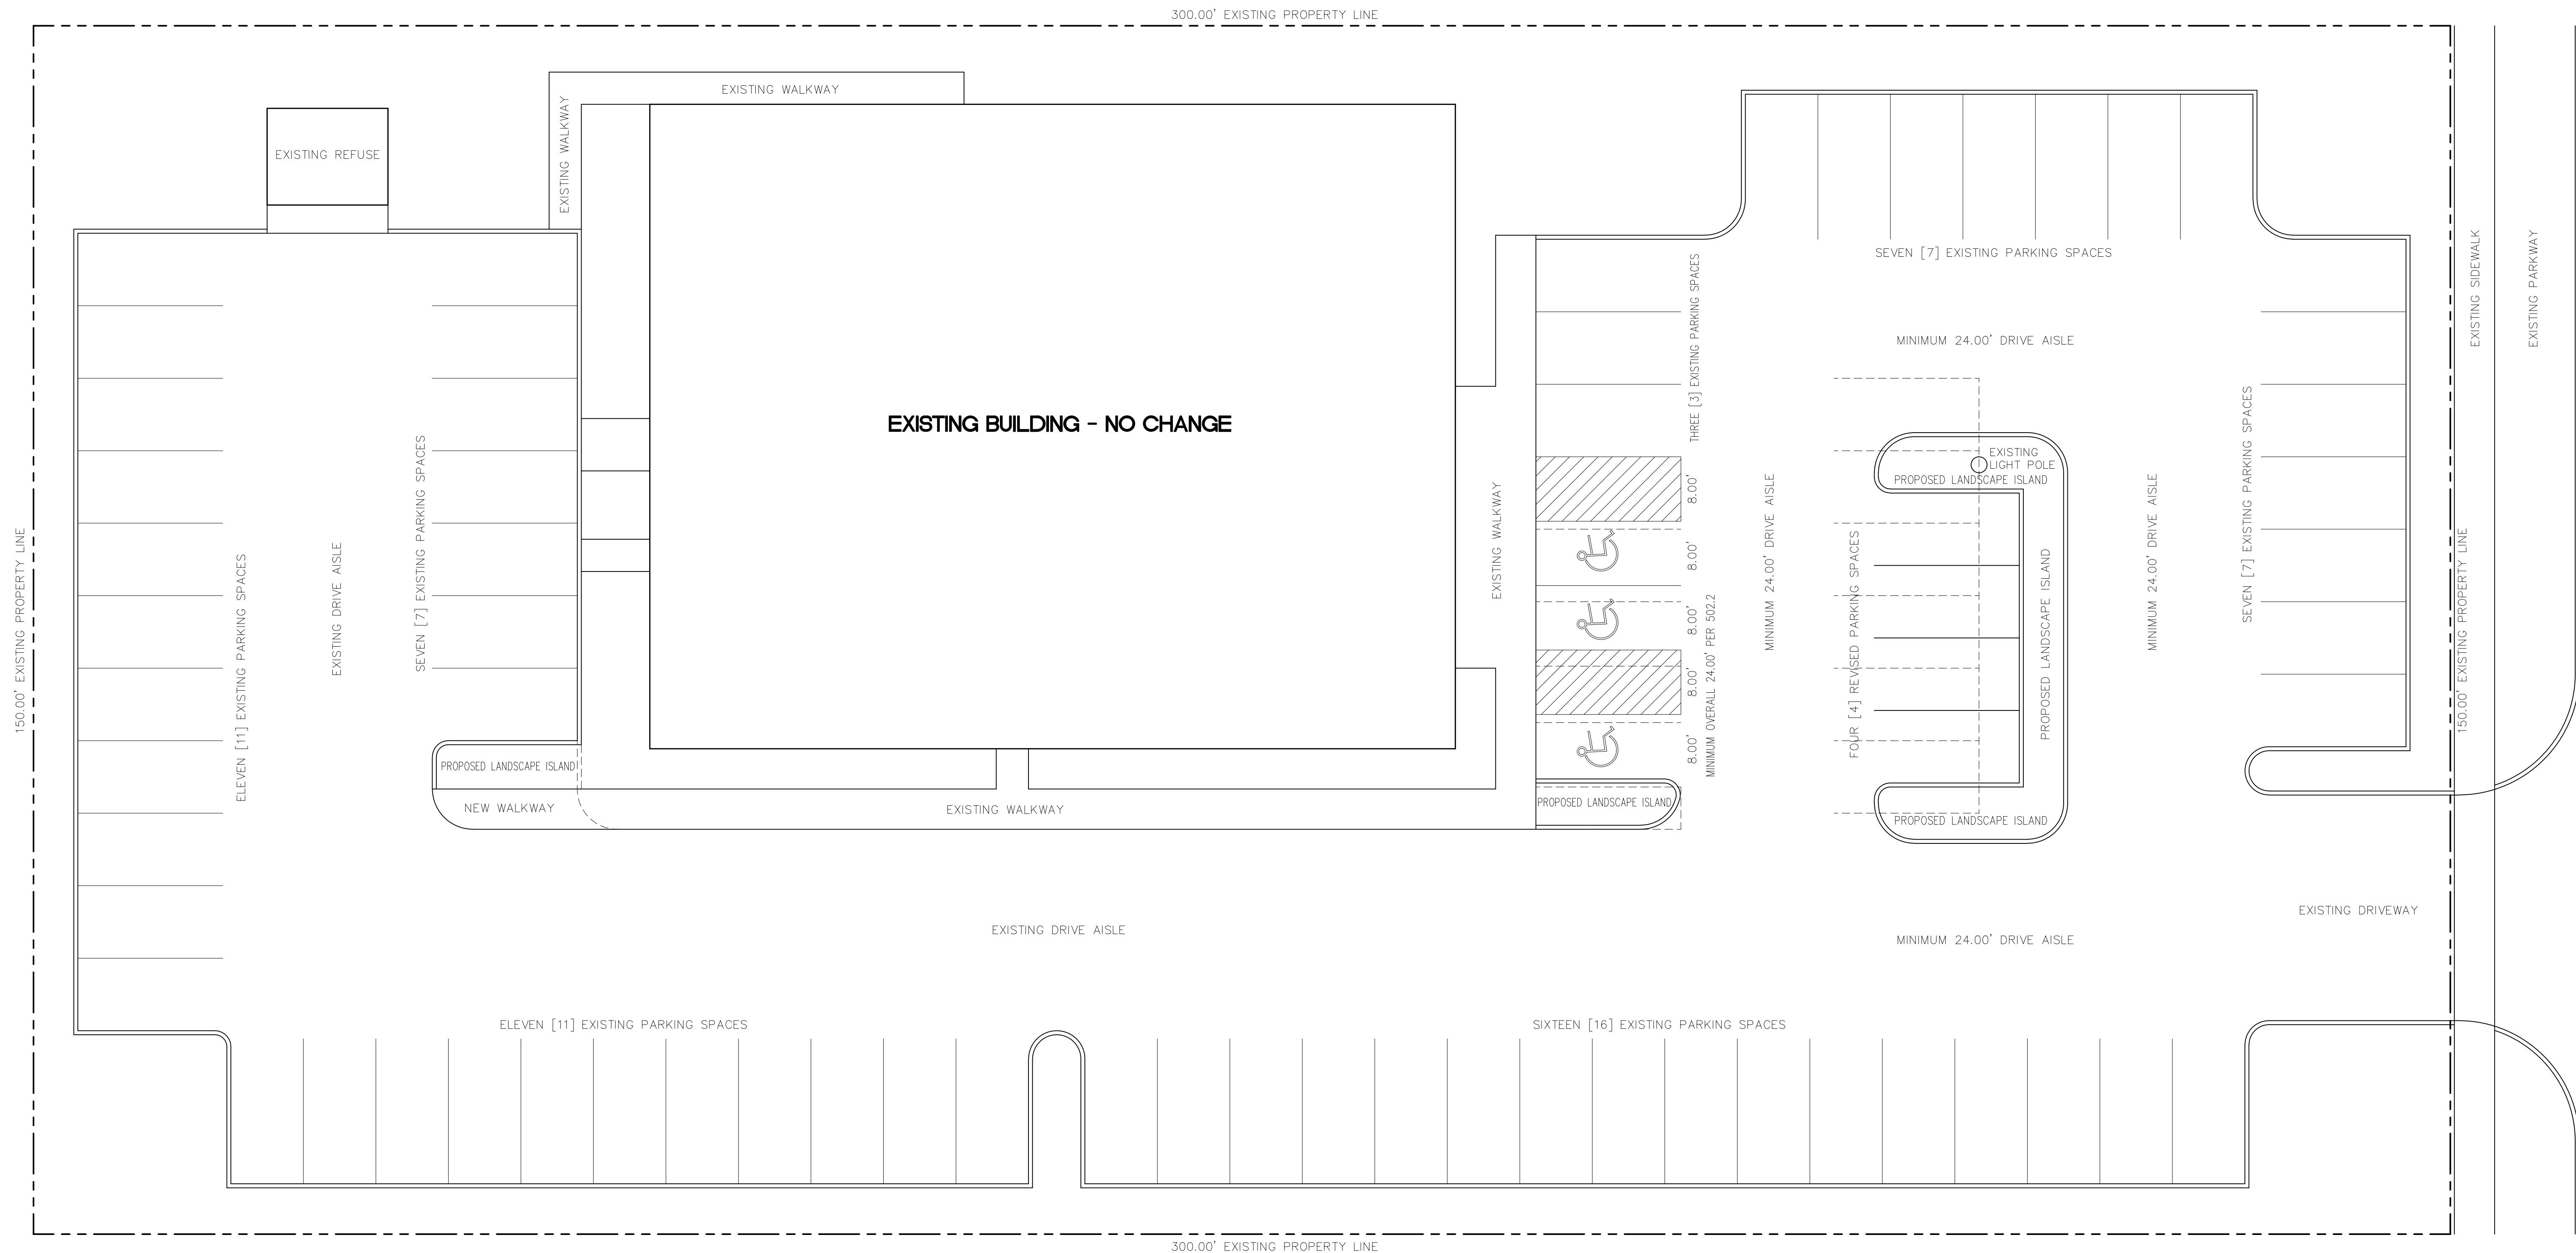 300.00' EXISTING PROPERTY LINE
EXISTING WALKWAY
EXISTING WALKWAY
EXISTING REFUSE
SEVEN [7] EXISTING PARKING SPACES
THREE [3] EXISTING PARKING SPACES
EXISTING SIDEWALK
EXISTING PARKWAY
MINIMUM 24.00' DRIVE AISLE
EXISTING BUILDING - NO CHANGE
EXISTING
LIGHT POLE
PROPOSED LANDSCAPE ISLAND
150.00' EXISTING PROPERTY LINE
ELEVEN [11] EXISTING PARKING SPACES
EXISTING DRIVE AISLE
SEVEN [7] EXISTING PARKING SPACES
EXISTING WALKWAY
8.00'
8.00'
8.00'
8.00'
8.00'
MINIMUM OVERALL 24.00' PER 502.2
MINIMUM 24.00' DRIVE AISLE
FOUR [4] REVISED PARKING SPACES
PROPOSED LANDSCAPE ISLAND
MINIMUM 24.00' DRIVE AISLE
SEVEN [7] EXISTING PARKING SPACES
150.00' EXISTING PROPERTY LINE
PROPOSED LANDSCAPE ISLAND
NEW WALKWAY
EXISTING WALKWAY
PROPOSED LANDSCAPE ISLAND
PROPOSED LANDSCAPE ISLAND
EXISTING DRIVEWAY
EXISTING DRIVE AISLE
MINIMUM 24.00' DRIVE AISLE
ELEVEN [11] EXISTING PARKING SPACES
SIXTEEN [16] EXISTING PARKING SPACES
300.00' EXISTING PROPERTY LINE